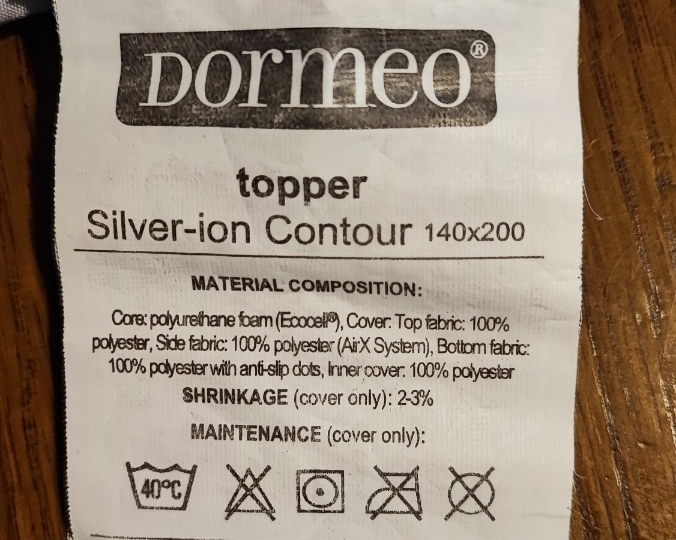 Dormeo®
topper
Silver-ion Contour 140x200
MATERIAL COMPOSITION:
Core: polyurethane foam (Ecocell®), Cover: Top fabric: 100%
polyester, Side fabric: 100% polyester (AirX System), Bottom fabric:
100% polyester with anti-slip dots, Inner cover: 100% polyester
SHRINKAGE (cover only): 2-3%
MAINTENANCE (cover only):
40°C